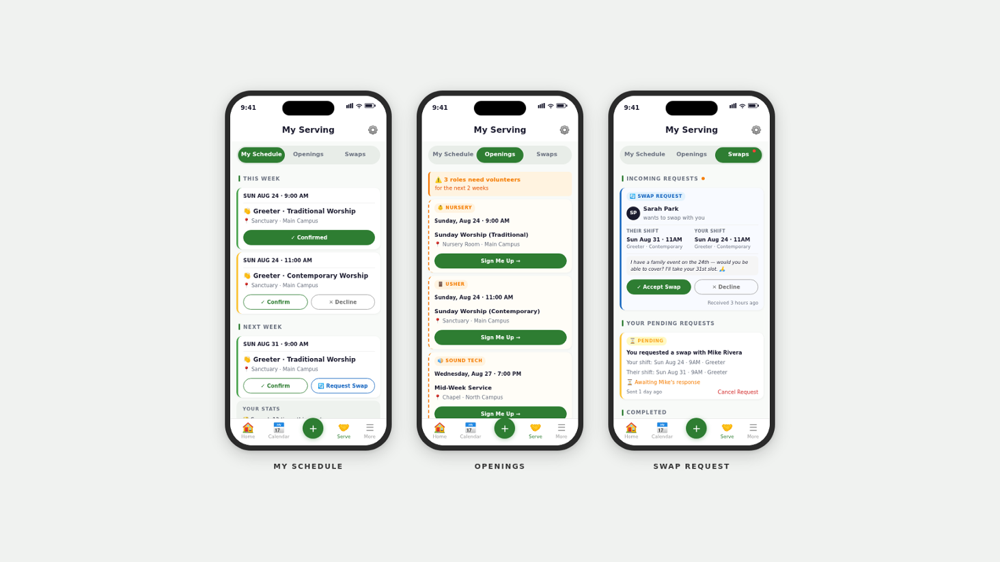 9:41
My Serving
My Schedule
Openings
Swaps
THIS WEEK
SUN AUG 24 · 9:00 AM
👋 Greeter · Traditional Worship
📍 Sanctuary · Main Campus
✓ Confirmed
SUN AUG 24 · 11:00 AM
👋 Greeter · Contemporary Worship
📍 Sanctuary · Main Campus
✓ Confirm
✕ Decline
NEXT WEEK
SUN AUG 31 · 9:00 AM
👋 Greeter · Traditional Worship
📍 Sanctuary · Main Campus
✓ Confirm
🔄 Request Swap
YOUR STATS
Home
Calendar
+
Serve
More
MY SCHEDULE
9:41
My Serving
My Schedule
Openings
Swaps
⚠️ 3 roles need volunteers
for the next 2 weeks
👶 NURSERY
Sunday, Aug 24 · 9:00 AM
Sunday Worship (Traditional)
📍 Nursery Room · Main Campus
Sign Me Up →
🚪 USHER
Sunday, Aug 24 · 11:00 AM
Sunday Worship (Contemporary)
📍 Sanctuary · Main Campus
Sign Me Up →
🔊 SOUND TECH
Wednesday, Aug 27 · 7:00 PM
Mid-Week Service
📍 Chapel · North Campus
Sign Me Up →
Home
Calendar
+
Serve
More
OPENINGS
9:41
My Serving
My Schedule
Openings
Swaps
INCOMING REQUESTS
🔄 SWAP REQUEST
SP
Sarah Park
wants to swap with you
THEIR SHIFT
Sun Aug 31 · 11AM
Greeter · Contemporary
YOUR SHIFT
Sun Aug 24 · 11AM
Greeter · Contemporary
I have a family event on the 24th — would you be
able to cover? I'll take your 31st slot. 🙏
✓ Accept Swap
✕ Decline
Received 3 hours ago
YOUR PENDING REQUESTS
⏳ PENDING
You requested a swap with Mike Rivera
Your shift: Sun Aug 24 · 9AM · Greeter
Their shift: Sun Aug 31 · 9AM · Greeter
⏳ Awaiting Mike's response
Sent 1 day ago
Cancel Request
COMPLETED
Home
Calendar
+
Serve
More
SWAP REQUEST